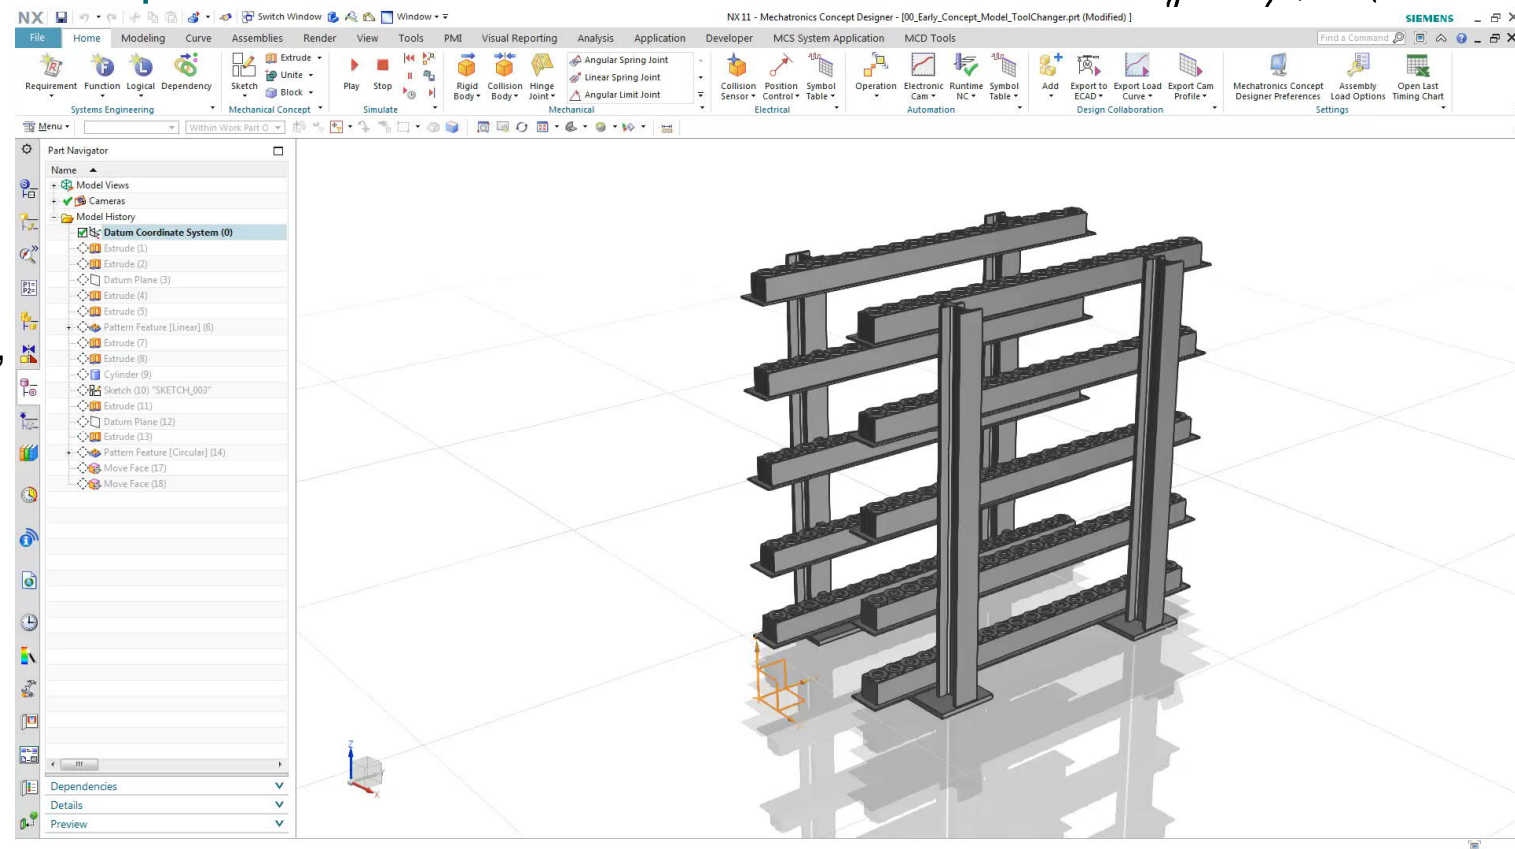 NX Switch Window Window NX 11 - Mechatronics Concept Designer - [00_Early_Concept_Model_ToolChanger.prt (Modified) ] SIEMENS
File Home Modeling Curve Assemblies Render View Tools PMI Visual Reporting Analysis Application Developer MCS System Application MCD Tools Find a Command
Requirement Function Logical Dependency
Systems Engineering
Sketch Extrude
Unite
Block
Mechanical Concept
Play Stop
Simulate
Rigid Body Collision Body Hinge Joint
Angular Spring Joint
Linear Spring Joint
Angular Limit Joint
Mechanical
Collision Sensor Position Control Symbol Table
Electrical
Operation Electronic Cam Runtime NC Symbol Table
Automation
Add Export to ECAD Export Load Curve Export Cam Profile
Design Collaboration
Mechatronics Concept Designer Preferences Assembly Load Options Open Last Timing Chart
Settings
Menu Within Work Part O
Part Navigator
Name
Model Views
Cameras
Model History
Datum Coordinate System (0)
Extrude (1)
Extrude (2)
Datum Plane (3)
Extrude (4)
Extrude (5)
Pattern Feature [Linear] (6)
Extrude (7)
Extrude (8)
Cylinder (9)
Sketch (10) "SKETCH_003"
Extrude (11)
Datum Plane (12)
Extrude (13)
Pattern Feature [Circular] (14)
Move Face (17)
Move Face (18)
Dependencies
Details
Preview
Z
X